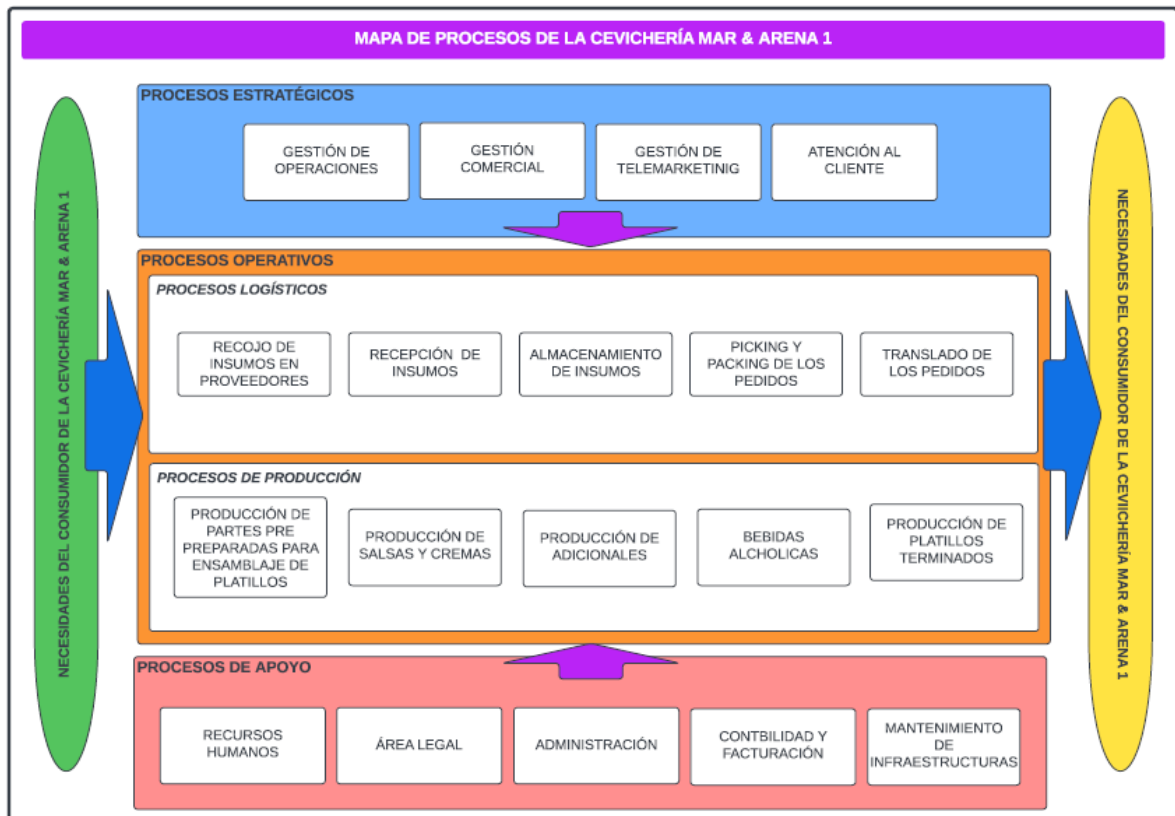 MAPA DE PROCESOS DE LA CEVICHERÍA MAR & ARENA 1
NECESIDADES DEL CONSUMIDOR DE LA CEVICHERÍA MAR & ARENA 1
PROCESOS ESTRATÉGICOS
GESTIÓN DE
OPERACIONES
GESTIÓN
COMERCIAL
GESTIÓN DE
TELEMARKETINIG
ATENCIÓN AL
CLIENTE
PROCESOS OPERATIVOS
PROCESOS LOGÍSTICOS
RECOJO DE
INSUMOS EN
PROVEEDORES
RECEPCIÓN DE
INSUMOS
ALMACENAMIENTO
DE INSUMOS
PICKING Y
PACKING DE LOS
PEDIDOS
TRANSLADO DE
LOS PEDIDOS
PROCESOS DE PRODUCCIÓN
PRODUCCIÓN DE
PARTES PRE
PREPARADAS PARA
ENSAMBLAJE DE
PLATILLOS
PRODUCCIÓN DE
SALSAS Y CREMAS
PRODUCCIÓN DE
ADICIONALES
BEBIDAS
ALCHOLICAS
PRODUCCIÓN DE
PLATILLOS
TERMINADOS
PROCESOS DE APOYO
RECURSOS
HUMANOS
ÁREA LEGAL
ADMINISTRACIÓN
CONTBILIDAD Y
FACTURACIÓN
MANTENIMIENTO
DE
INFRAESTRUCTURAS
NECESIDADES DEL CONSUMIDOR DE LA CEVIICHERÍA MAR & ARENA 1